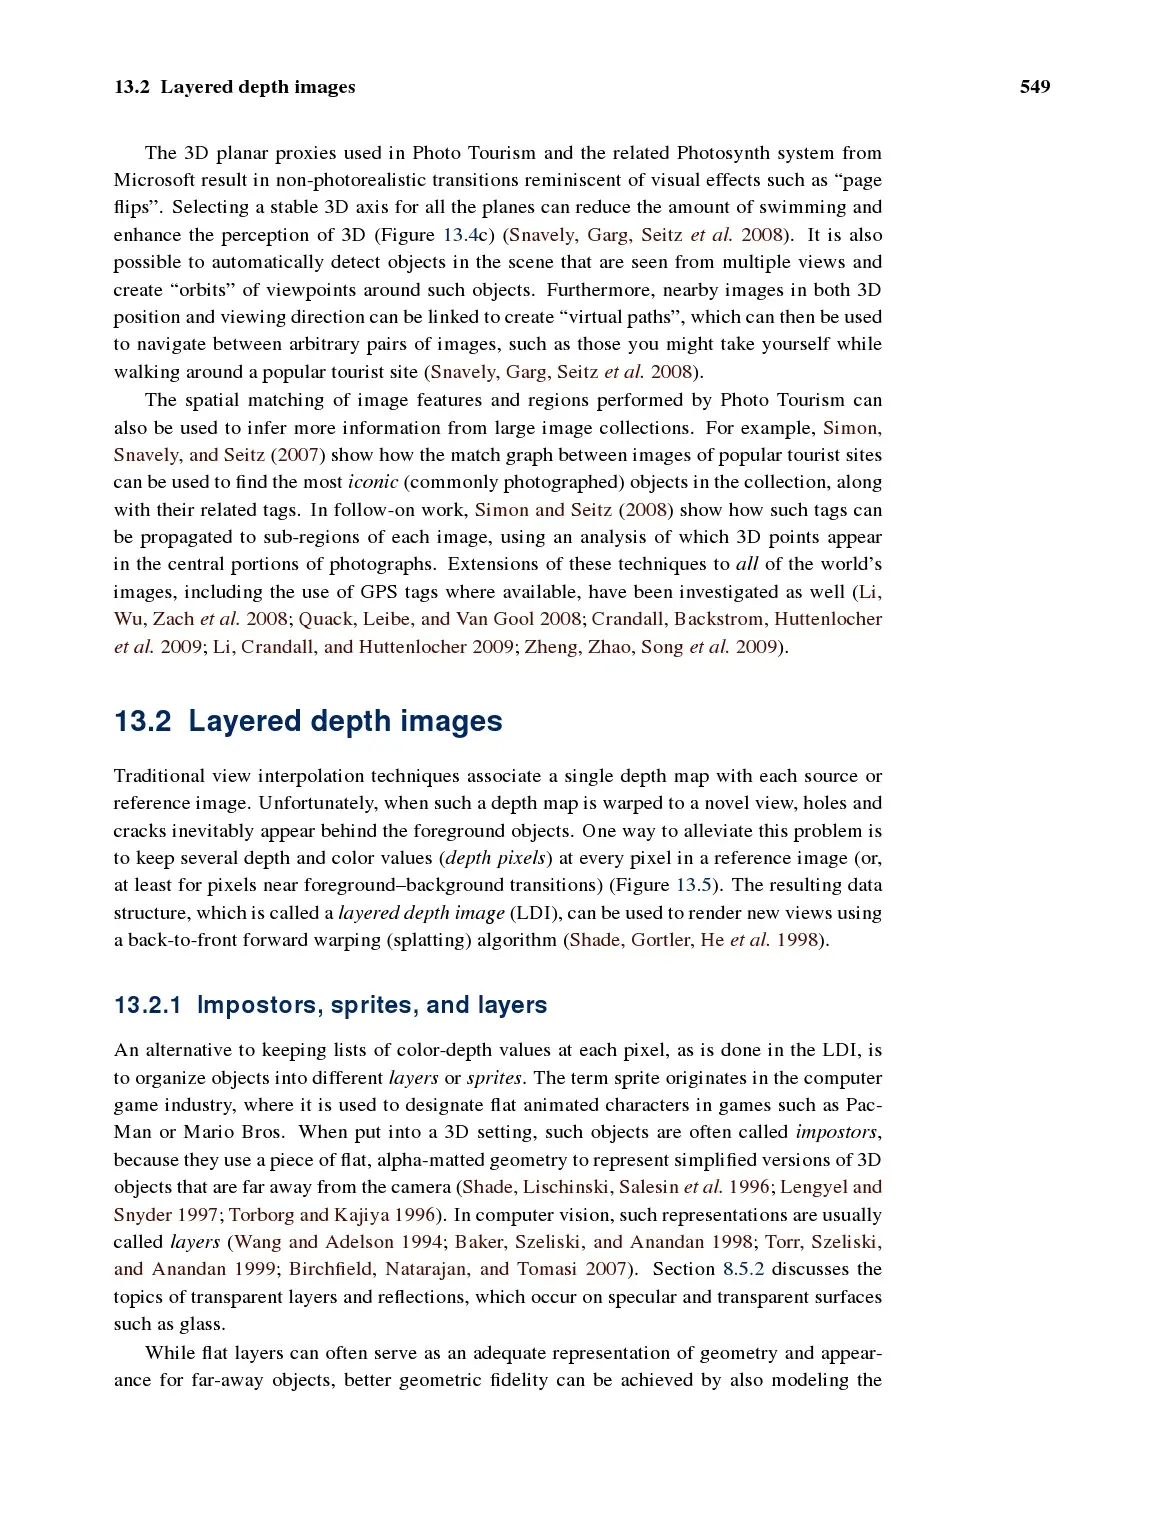 13.2 Layered depth images 549
The 3D planar proxies used in Photo Tourism and the related Photosynth system from
Microsoft result in non-photorealistic transitions reminiscent of visual effects such as “page
flips”. Selecting a stable 3D axis for all the planes can reduce the amount of swimming and
enhance the perception of 3D (Figure 13.4c) (Snavely, Garg, Seitz et al. 2008). It is also
possible to automatically detect objects in the scene that are seen from multiple views and
create “orbits” of viewpoints around such objects. Furthermore, nearby images in both 3D
position and viewing direction can be linked to create “virtual paths”, which can then be used
to navigate between arbitrary pairs of images, such as those you might take yourself while
walking around a popular tourist site (Snavely, Garg, Seitz et al. 2008).
The spatial matching of image features and regions performed by Photo Tourism can
also be used to infer more information from large image collections. For example, Simon,
Snavely, and Seitz (2007) show how the match graph between images of popular tourist sites
can be used to find the most iconic (commonly photographed) objects in the collection, along
with their related tags. In follow-on work, Simon and Seitz (2008) show how such tags can
be propagated to sub-regions of each image, using an analysis of which 3D points appear
in the central portions of photographs. Extensions of these techniques to all of the world’s
images, including the use of GPS tags where available, have been investigated as well (Li,
Wu, Zach et al. 2008; Quack, Leibe, and Van Gool 2008; Crandall, Backstrom, Huttenlocher
et al. 2009; Li, Crandall, and Huttenlocher 2009; Zheng, Zhao, Song et al. 2009).
13.2 Layered depth images
Traditional view interpolation techniques associate a single depth map with each source or
reference image. Unfortunately, when such a depth map is warped to a novel view, holes and
cracks inevitably appear behind the foreground objects. One way to alleviate this problem is
to keep several depth and color values (depth pixels) at every pixel in a reference image (or,
at least for pixels near foreground–background transitions) (Figure 13.5). The resulting data
structure, which is called a layered depth image (LDI), can be used to render new views using
a back-to-front forward warping (splatting) algorithm (Shade, Gortler, He et al. 1998).
13.2.1 Impostors, sprites, and layers
An alternative to keeping lists of color-depth values at each pixel, as is done in the LDI, is
to organize objects into different layers or sprites. The term sprite originates in the computer
game industry, where it is used to designate flat animated characters in games such as Pac-
Man or Mario Bros. When put into a 3D setting, such objects are often called impostors,
because they use a piece of flat, alpha-matted geometry to represent simplified versions of 3D
objects that are far away from the camera (Shade, Lischinski, Salesin et al. 1996; Lengyel and
Snyder 1997; Torborg and Kajiya 1996). In computer vision, such representations are usually
called layers (Wang and Adelson 1994; Baker, Szeliski, and Anandan 1998; Torr, Szeliski,
and Anandan 1999; Birchfield, Natarajan, and Tomasi 2007). Section 8.5.2 discusses the
topics of transparent layers and reflections, which occur on specular and transparent surfaces
such as glass.
While flat layers can often serve as an adequate representation of geometry and appear-
ance for far-away objects, better geometric fidelity can be achieved by also modeling the